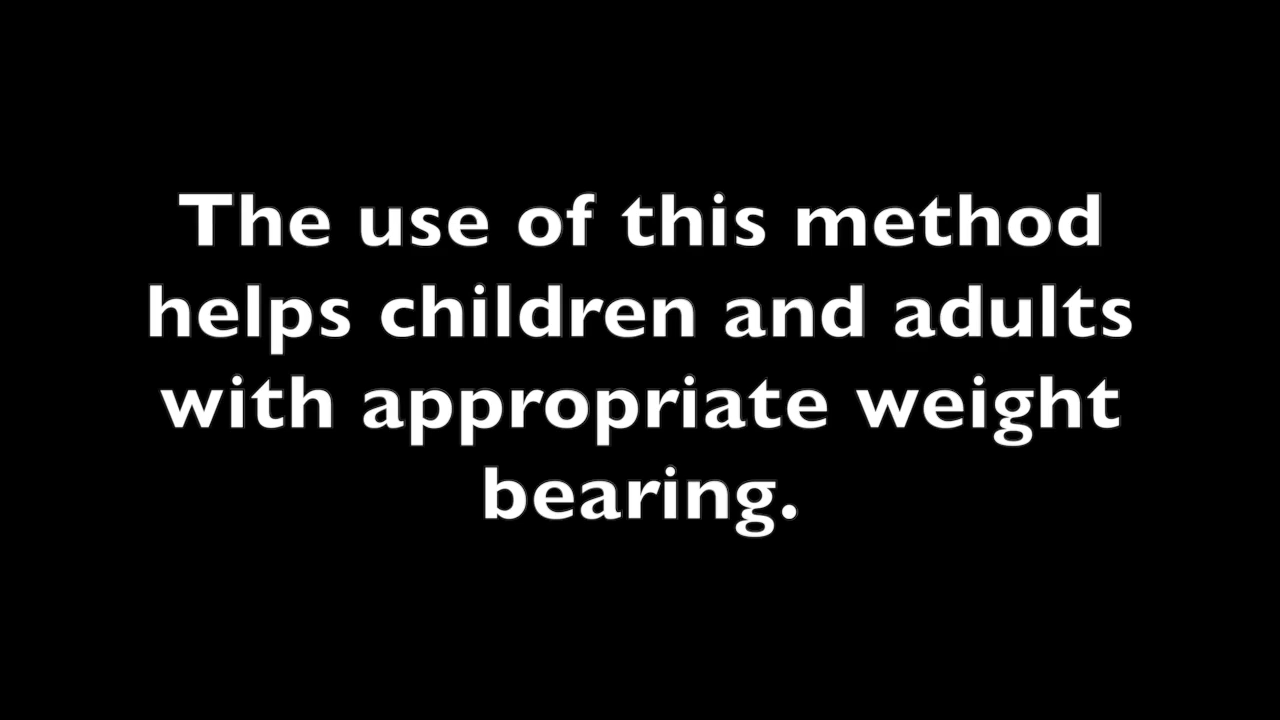 The use of this method
helps children and adults
with appropriate weight
bearing.